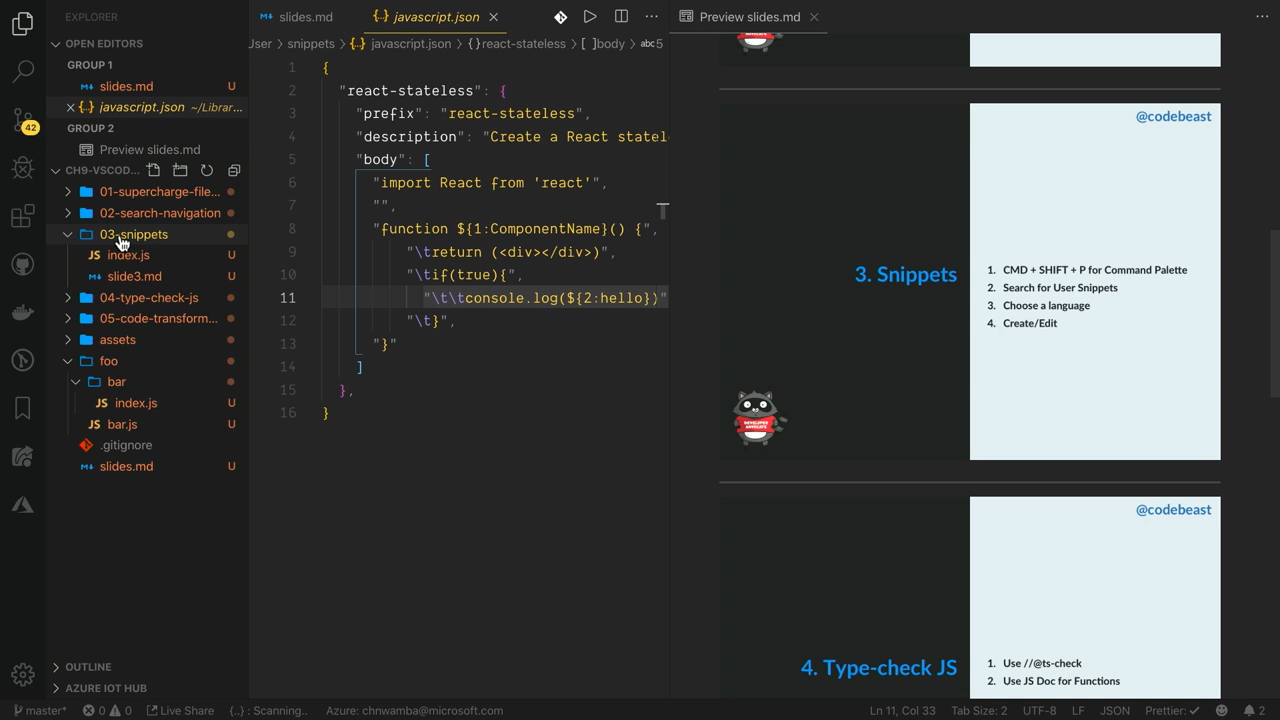 EXPLORER
OPEN EDITORS
GROUP 1
slides.md U
javascript.json ~/Librar...
GROUP 2
Preview slides.md
CH9-VSCOD...
01-supercharge-file...
02-search-navigation
03-snippets
index.js U
slide3.md U
04-type-check-js
05-code-transform...
assets
foo
bar
index.js U
bar.js U
.gitignore
slides.md U
OUTLINE
AZURE IOT HUB
42
slides.md
{..} javascript.json
User > snippets > {..} javascript.json > {} react-stateless > [ ] body > abc 5
1 {
2 "react-stateless": {
3 "prefix": "react-stateless",
4 "description": "Create a React statel
5 "body": [
6 "import React from 'react'",
7 "",
8 "function ${1:ComponentName}() {",
9 "\treturn (<div></div>)",
10 "\tif(true){",
11 "\t\tconsole.log(${2:hello})"
12 "\t}",
13 "}"
14 ]
15 },
16 }
Preview slides.md
@codebeast
3. Snippets
1. CMD + SHIFT + P for Command Palette
2. Search for User Snippets
3. Choose a language
4. Create/Edit
DEVELOPER
ADVOCATE
@codebeast
4. Type-check JS
1. Use //@ts-check
2. Use JS Doc for Functions
master* 0 0 Live Share {..} : Scanning.. Azure: chnwamba@microsoft.com Ln 11, Col 33 Tab Size: 2 UTF-8 LF JSON Prettier: ✓ 2